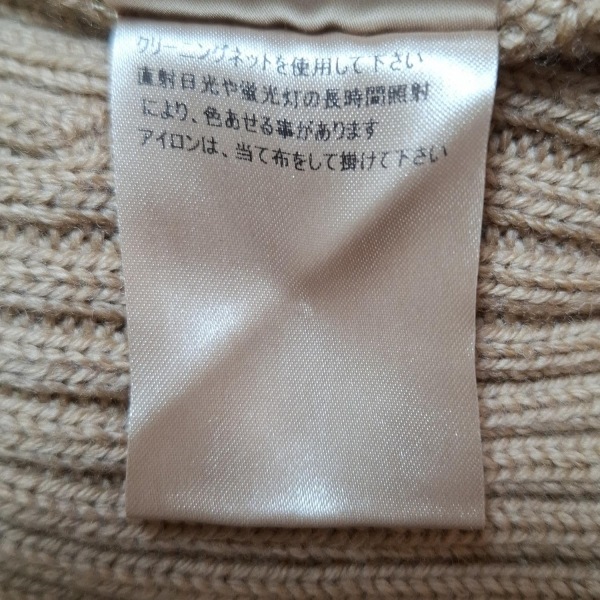 クリーニングネットを使用して下さい
直射日光や蛍光灯の長時間照射
により、色あせる事があります
アイロンは、当て布をして掛けて下さい